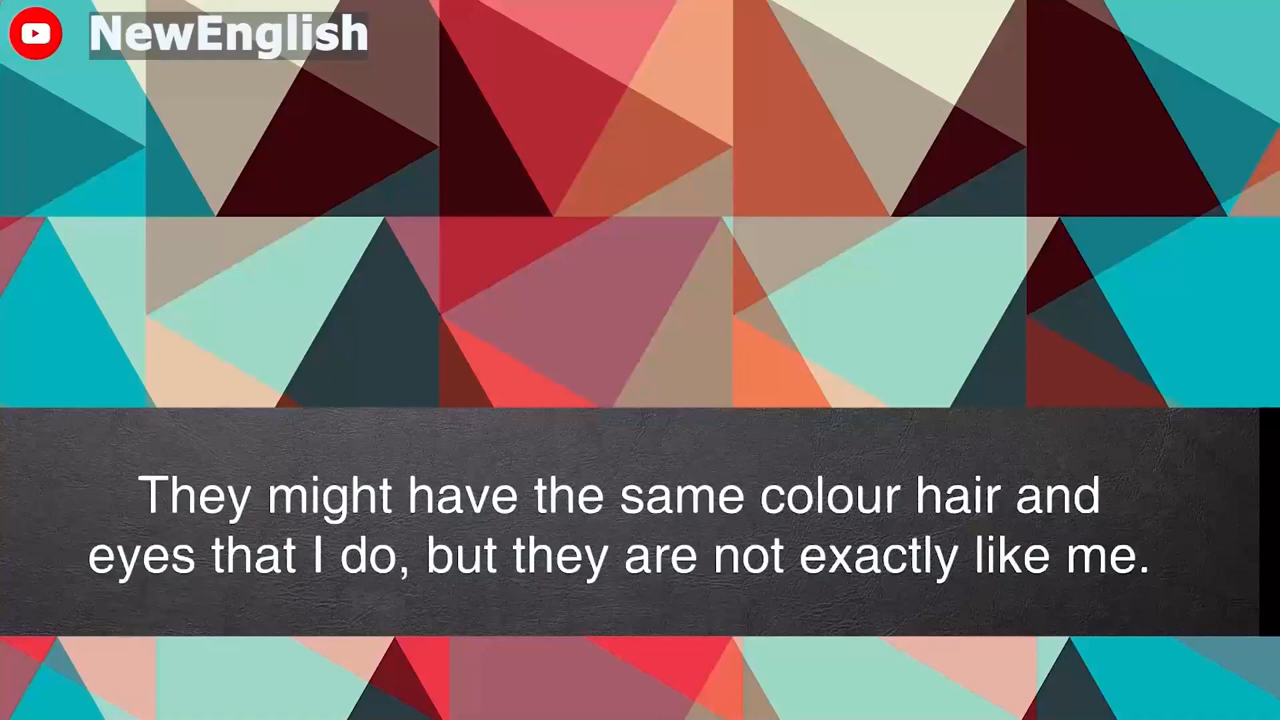 NewEnglish
They might have the same colour hair and
eyes that I do, but they are not exactly like me.